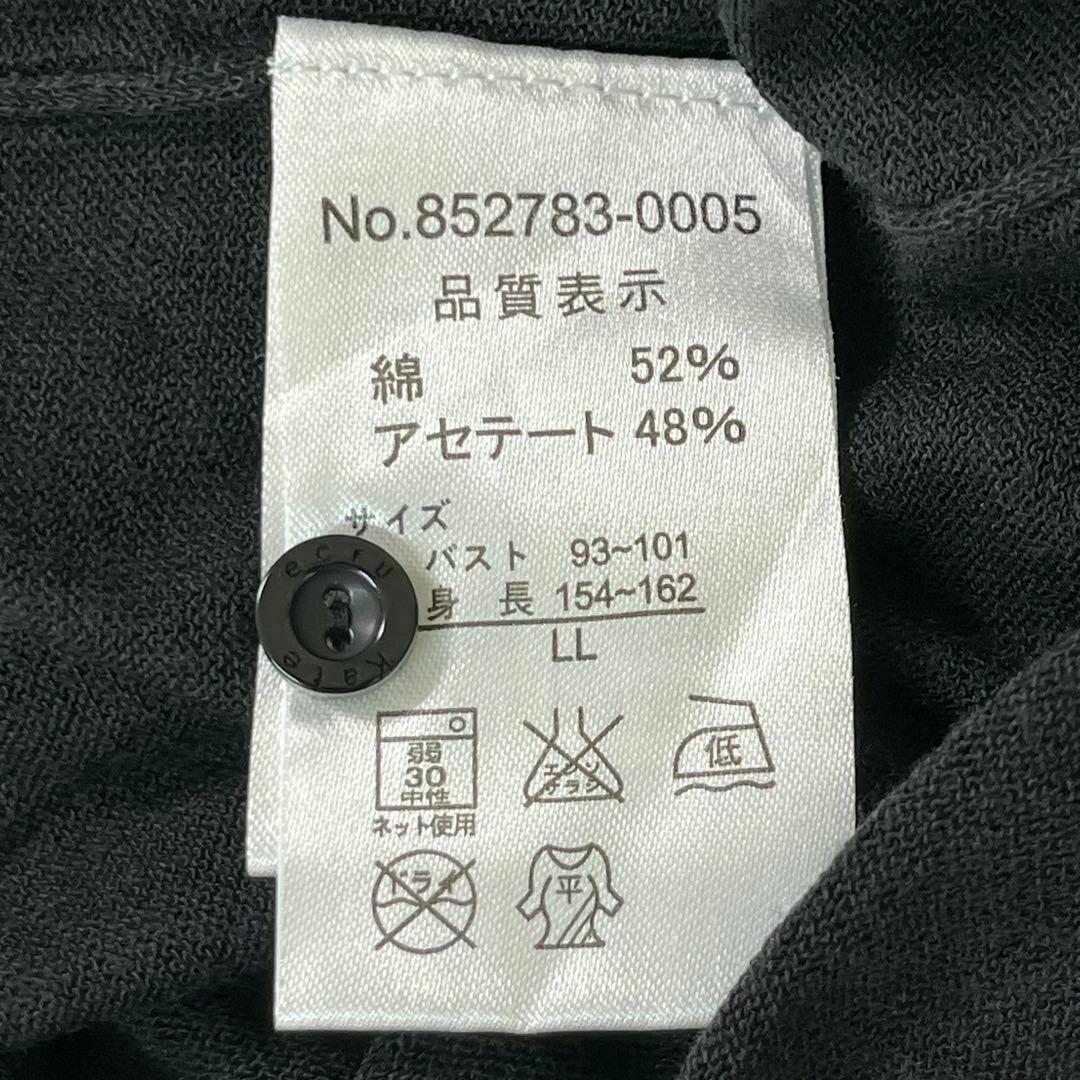 No.852783-0005
品質表示
綿 52%
アセテート 48%
サイズ
バスト 93~101
身長 154~162
LL
ecru
Kate
弱
30
中性
ネット使用
エンソ
チラシ
低
ドライ
平